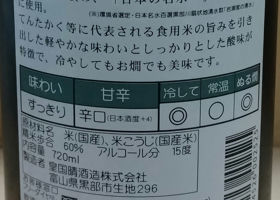 に使用。
てんたかく等に代表される食用米の旨みを引き
出した軽やかな味わいとしっかりとした酸味が
特徴で、冷やしてもお燗でも美味です。
味わい 甘辛 冷して 常温 ぬる燗
すっきり 辛口(日本酒度+4) ◎ ○ ◎
原材料名 米(国産)、米こうじ(国産米)
精米歩合 60% アルコール分 15度
720ml
製造者 皇国晴酒造株式会社
富山県黒部市生地296